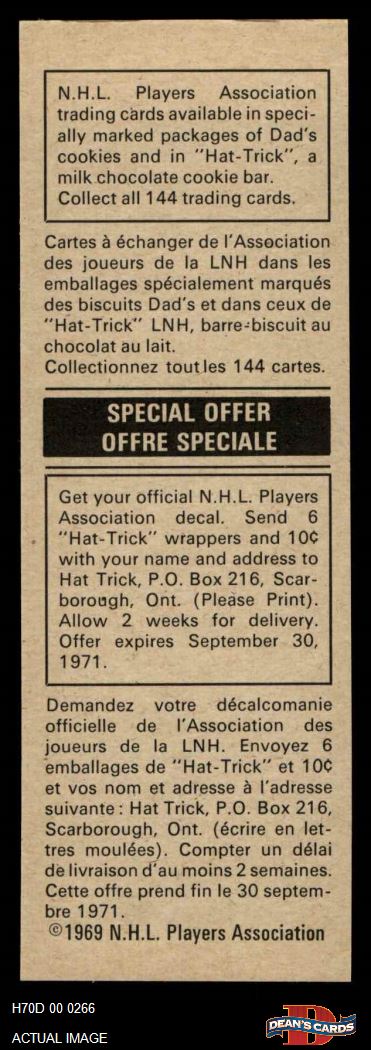 N.H.L. Players Association
trading cards available in speci-
ally marked packages of Dad's
cookies and in "Hat-Trick", a
milk chocolate cookie bar.
Collect all 144 trading cards.
Cartes à échanger de l'Association
des joueurs de la LNH dans les
emballages spécialement marqués
des biscuits Dad's et dans ceux de
"Hat-Trick" LNH, barre-biscuit au
chocolat au lait.
Collectionnez tout les 144 cartes.
SPECIAL OFFER
OFFRE SPECIALE
Get your official N.H.L. Players
Association decal. Send 6
"Hat-Trick" wrappers and 10¢
with your name and address to
Hat Trick, P.O. Box 216, Scar-
borough, Ont. (Please Print).
Allow 2 weeks for delivery.
Offer expires September 30,
1971.
Demandez votre décalcomanie
officielle de l'Association des
joueurs de la LNH. Envoyez 6
emballages de "Hat-Trick" et 10¢
et vos nom et adresse à l'adresse
suivante : Hat Trick, P.O. Box 216,
Scarborough, Ont. (écrire en let-
tres moulées). Compter un délai
de livraison d'au moins 2 semaines.
Cette offre prend fin le 30 septem-
bre 1971.
©1969 N.H.L. Players Association
H70D 00 0266
ACTUAL IMAGE
D
DEAN'S CARDS